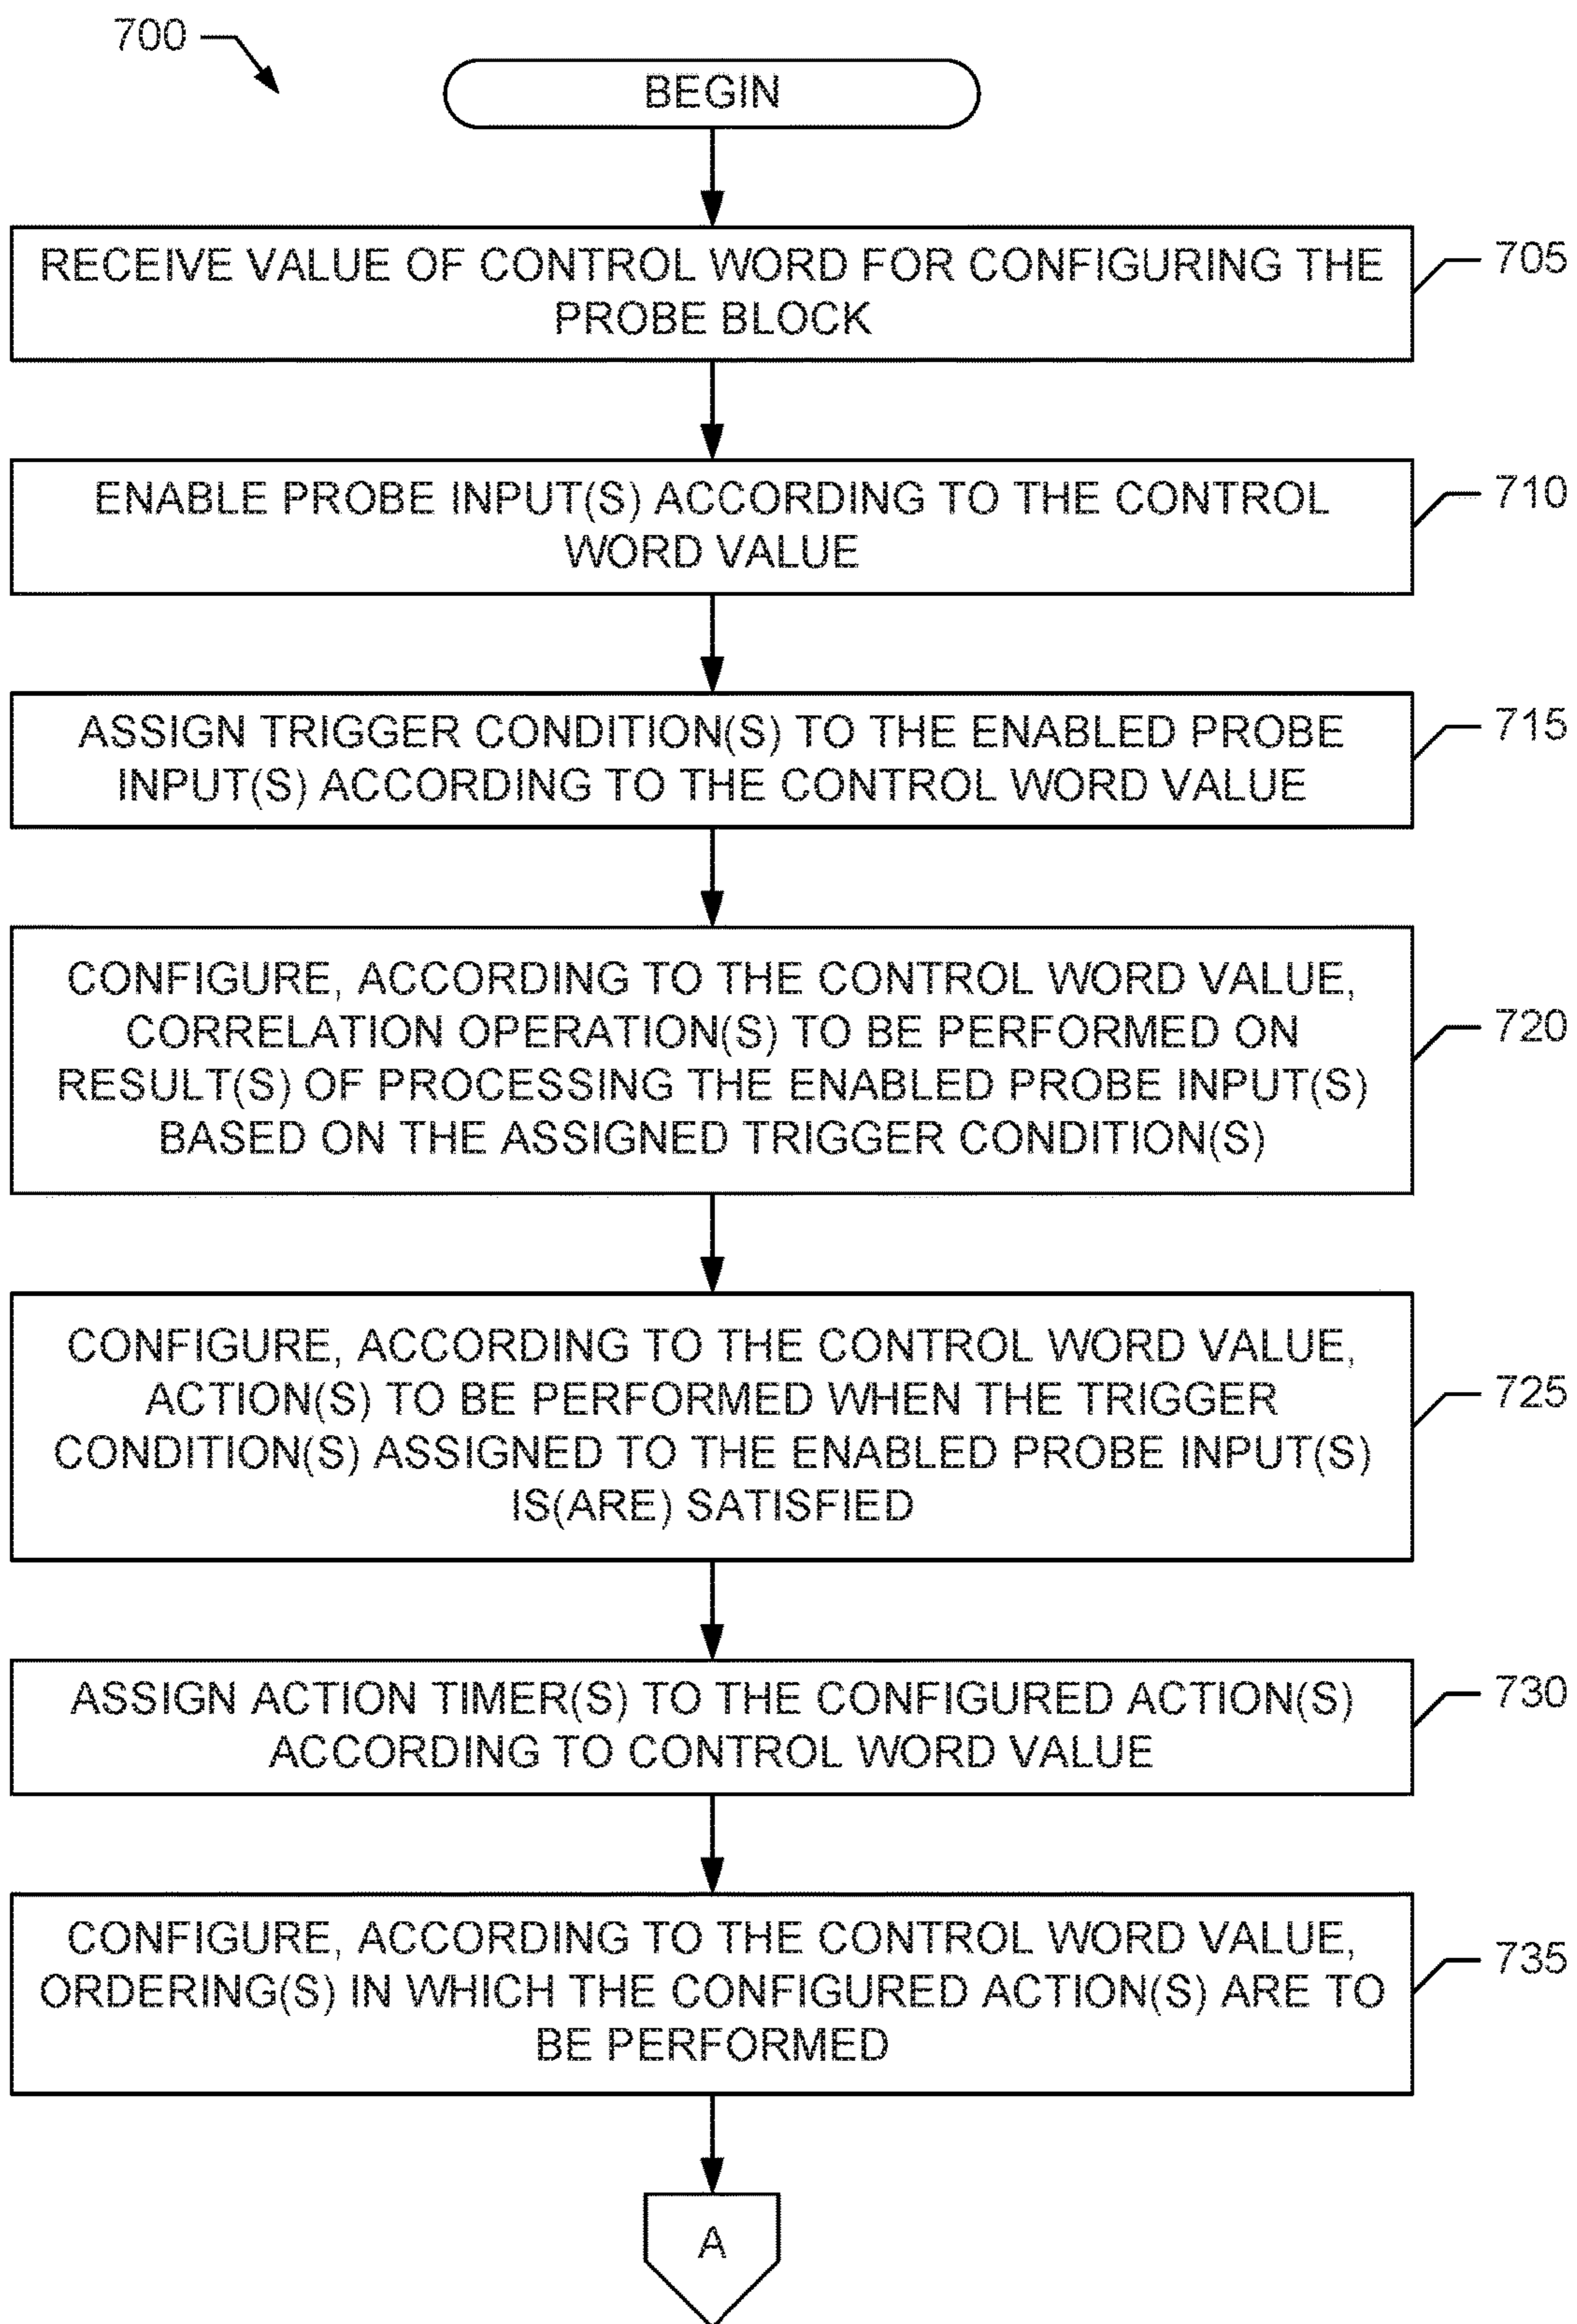 700
BEGIN
RECEIVE VALUE OF CONTROL WORD FOR CONFIGURING THE
PROBE BLOCK
705
ENABLE PROBE INPUT(S) ACCORDING TO THE CONTROL
WORD VALUE
710
ASSIGN TRIGGER CONDITION(S) TO THE ENABLED PROBE
INPUT(S) ACCORDING TO THE CONTROL WORD VALUE
715
CONFIGURE, ACCORDING TO THE CONTROL WORD VALUE,
CORRELATION OPERATION(S) TO BE PERFORMED ON
RESULT(S) OF PROCESSING THE ENABLED PROBE INPUT(S)
BASED ON THE ASSIGNED TRIGGER CONDITION(S)
720
CONFIGURE, ACCORDING TO THE CONTROL WORD VALUE,
ACTION(S) TO BE PERFORMED WHEN THE TRIGGER
CONDITION(S) ASSIGNED TO THE ENABLED PROBE INPUT(S)
IS(ARE) SATISFIED
725
ASSIGN ACTION TIMER(S) TO THE CONFIGURED ACTION(S)
ACCORDING TO CONTROL WORD VALUE
730
CONFIGURE, ACCORDING TO THE CONTROL WORD VALUE,
ORDERING(S) IN WHICH THE CONFIGURED ACTION(S) ARE TO
BE PERFORMED
735
A